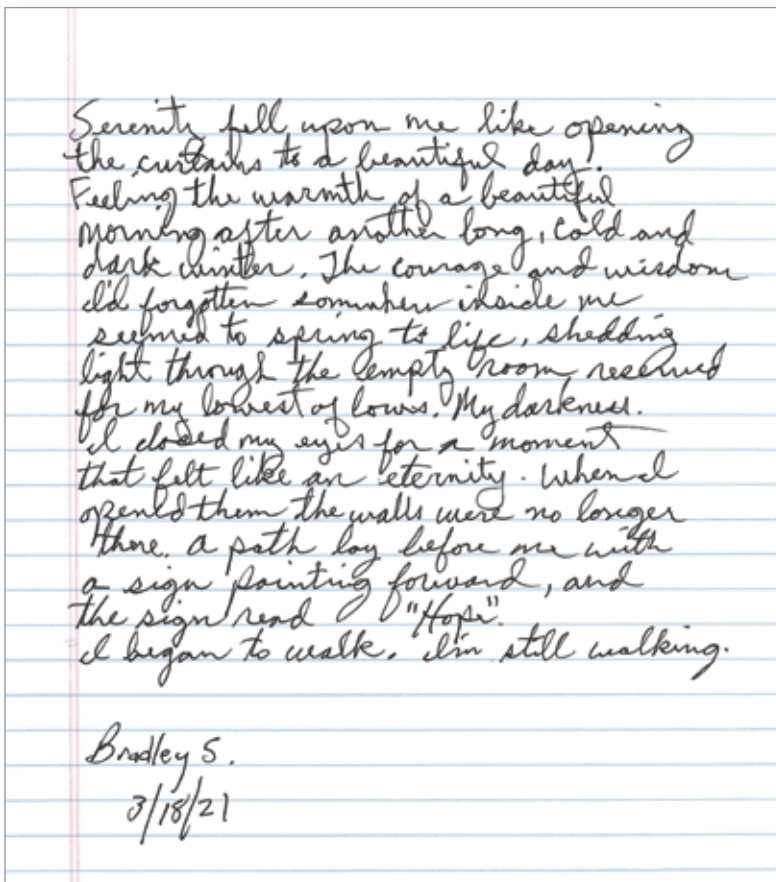 Serenity fell upon me like opening
the curtains to a beautiful day.
Feeling the warmth of a beautiful
morning after another long, cold and
dark winter. The courage and wisdom
I'd forgotten somewhere inside me
seemed to spring to life, shedding
light through the empty room reserved
for my lowest of lows. My darkness.
I closed my eyes for a moment
that felt like an eternity. When I
opened them the walls were no longer
there. A path lay before me with
a sign pointing forward, and
the sign read "Hope".
I began to walk. I'm still walking.
Bradley S.
3/18/21